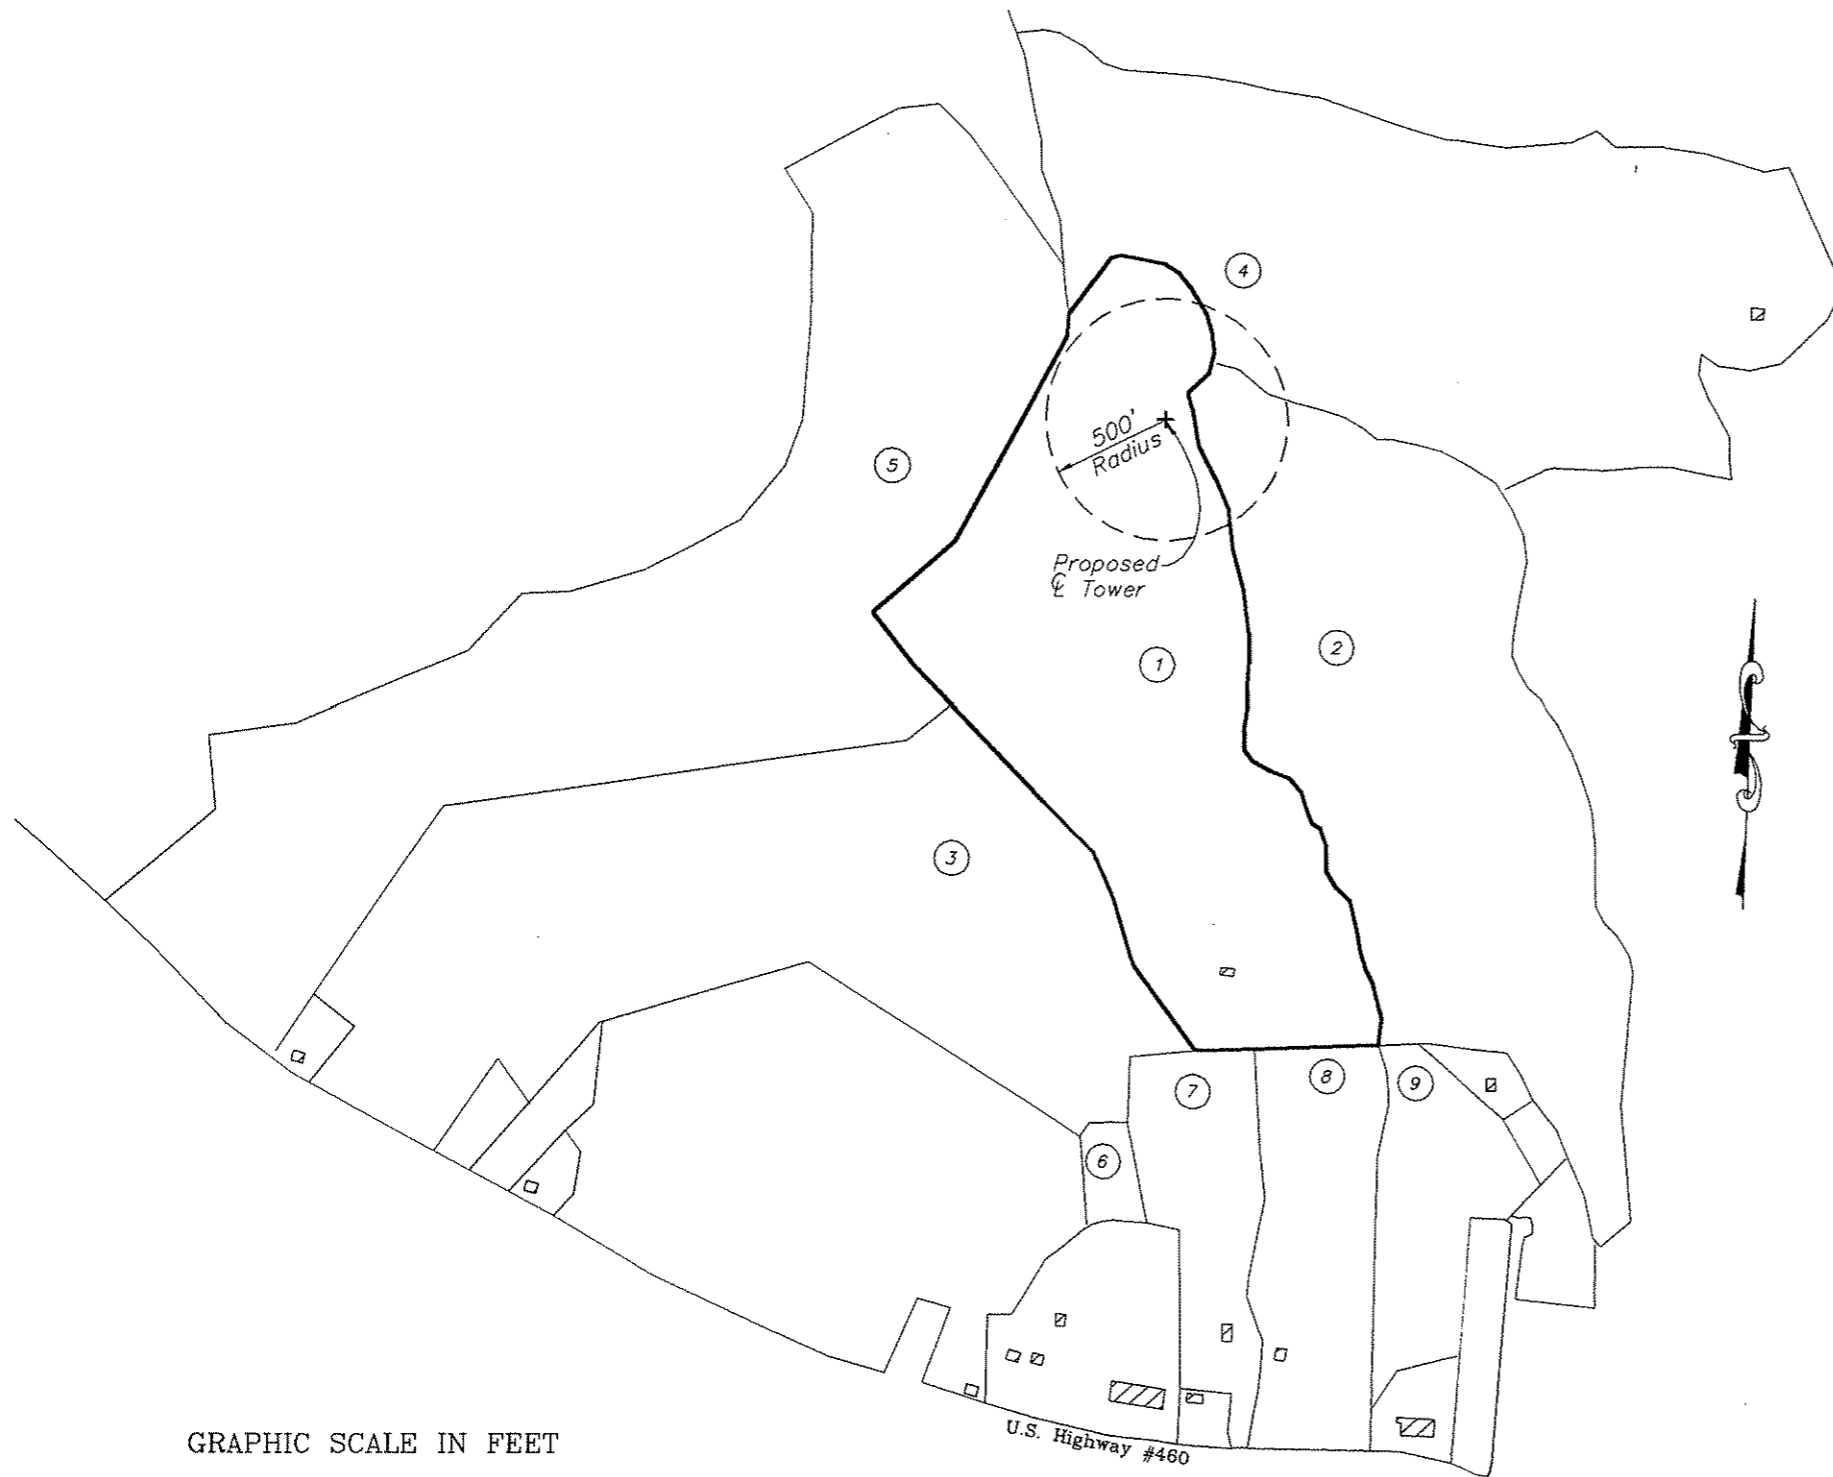 4
500'
Radius
5
Proposed
℄ Tower
2
1
3
8
9
7
6
U.S. Highway #460
GRAPHIC SCALE IN FEET